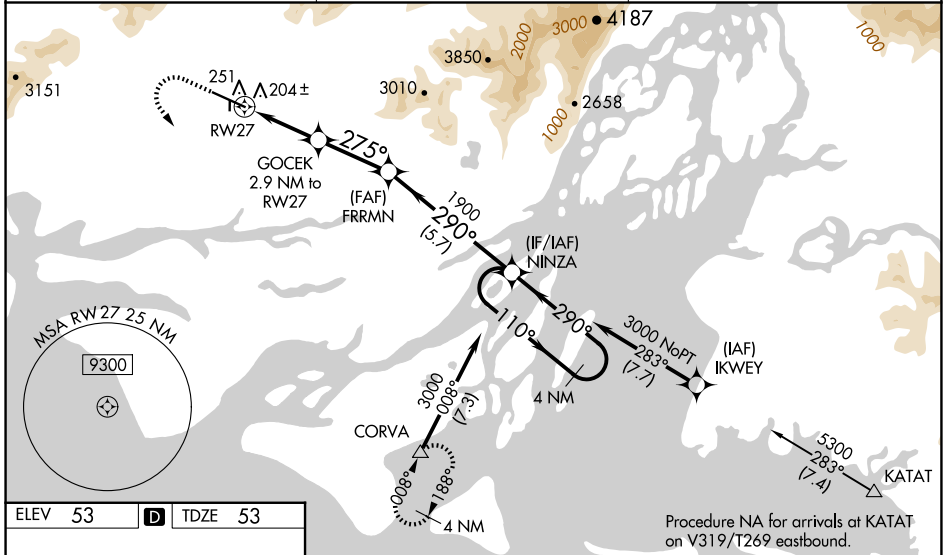 3000
4187
2000
1000
3850
3151
251
204±
3010
2658
1000
RW27
275°
GOCEK
2.9 NM to
RW27
(FAF)
FRRMN
1900
290°
(5.7)
(IF/IAF)
NINZA
110°
290°
4 NM
3000 NoPT
283°
(7.7)
(IAF)
IKWEY
MSA RW27 25 NM
9300
3000
008°
(7.3)
CORVA
008°
188°
4 NM
5300
283°
(7.4)
KATAT
ELEV 53 D TDZE 53
Procedure NA for arrivals at KATAT
on V319/T269 eastbound.